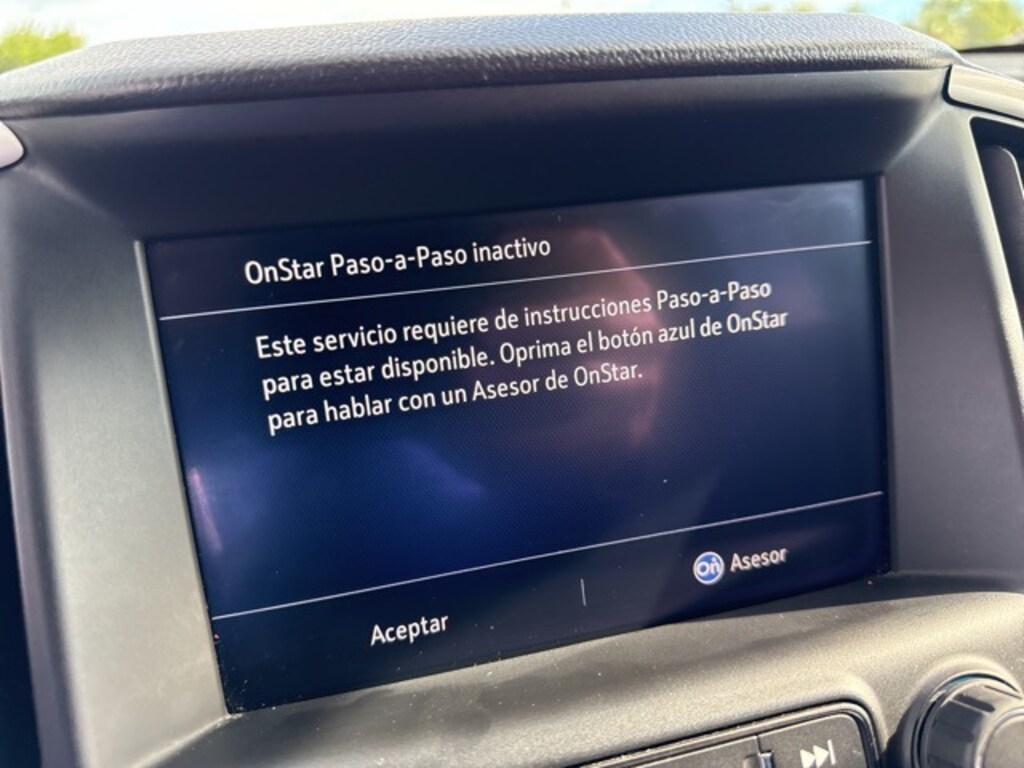 OnStar Paso-a-Paso inactivo
Este servicio requiere de instrucciones Paso-a-Paso
para estar disponible. Oprima el botón azul de OnStar
para hablar con un Asesor de OnStar.
Aceptar
On Asesor